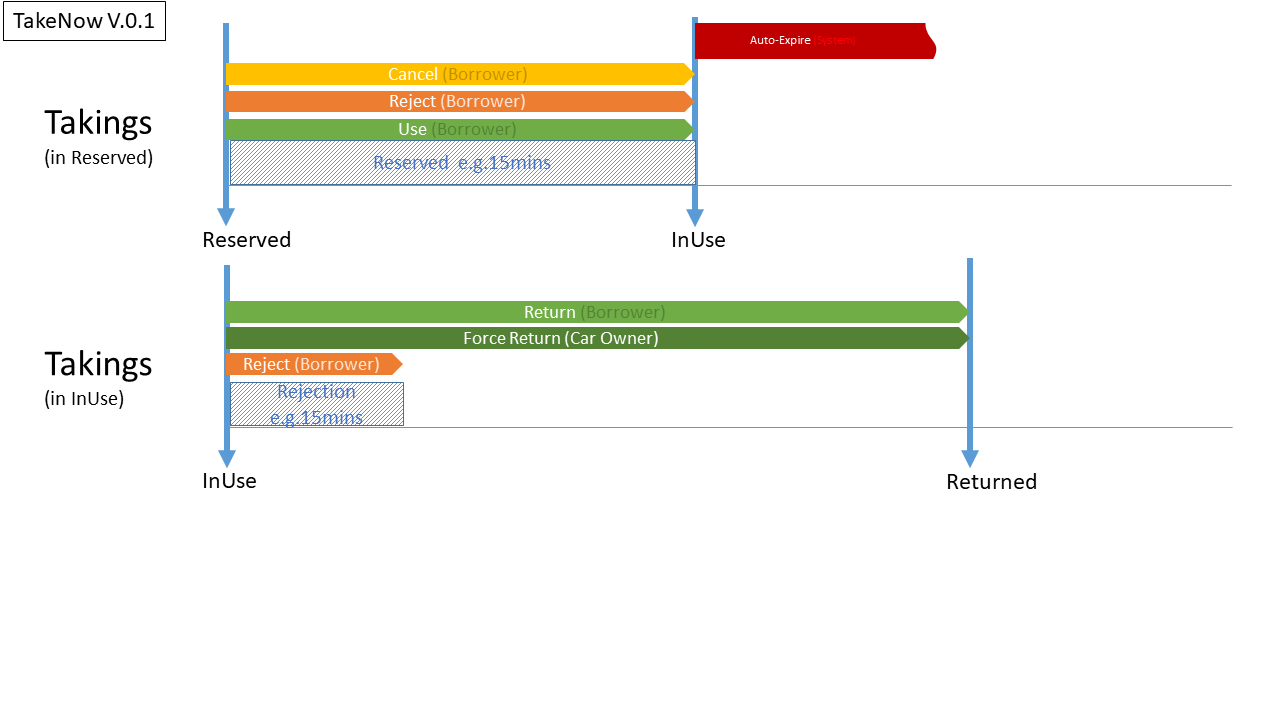 TakeNow V.0.1
Auto-Expire (System)
Cancel (Borrower)
Reject (Borrower)
Use (Borrower)
Takings
(in Reserved)
Reserved e.g.15mins
Reserved
InUse
Return (Borrower)
Force Return (Car Owner)
Reject (Borrower)
Takings
(in InUse)
Rejection
e.g.15mins
InUse
Returned